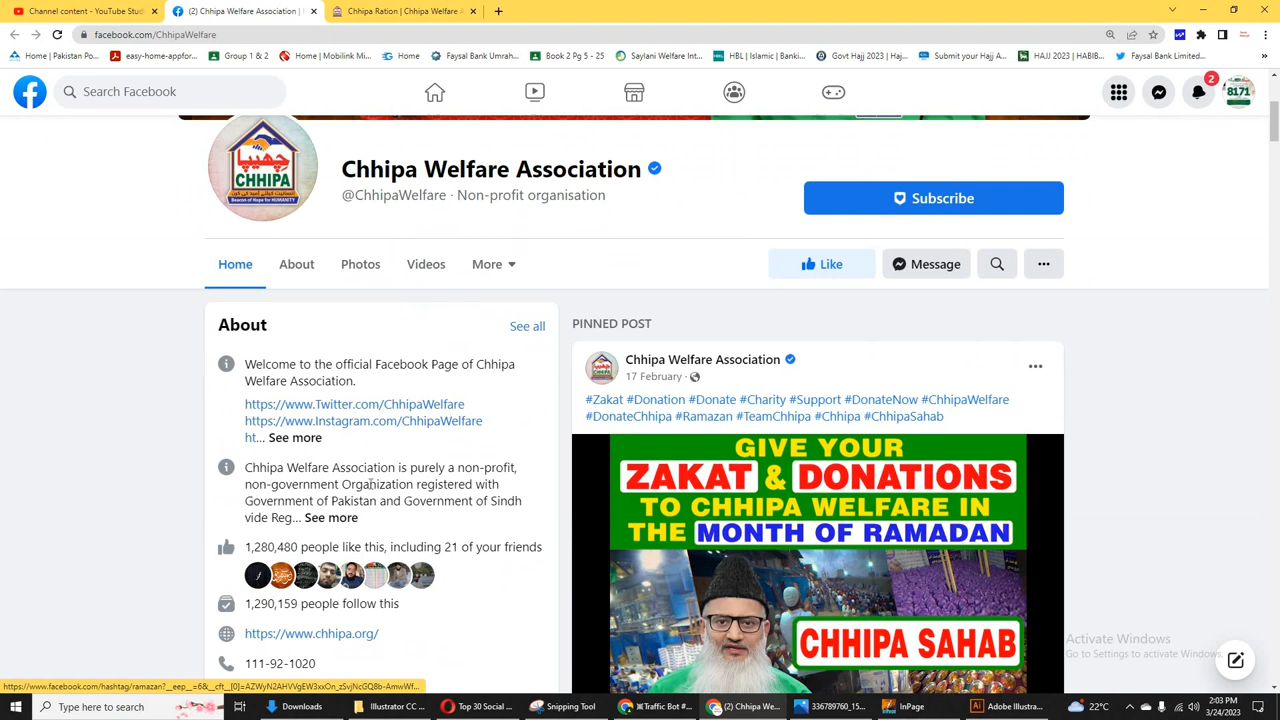 Channel content - YouTube Stud
(2) Chhipa Welfare Association |
Chhipa Ration | Chhipa Welfare A
facebook.com/ChhipaWelfare
Home | Pakistan Po...
easy-home-appfor...
Group 1 & 2
Home | Mobilink Mi...
Home
Faysal Bank Umrah...
Book 2 Pg 5 - 25
Saylani Welfare Int...
HBL | Islamic | Banki...
Govt Hajj 2023 | Haj...
Submit your Hajj A...
HAJJ 2023 | HABIB...
Faysal Bank Limited...
Search Facebook
2
8171
چھیپا
CHHIPA
Beacon of Hope for HUMANITY
Chhipa Welfare Association
@ChhipaWelfare · Non-profit organisation
Subscribe
Home
About
Photos
Videos
More
Like
Message
About
See all
Welcome to the official Facebook Page of Chhipa
Welfare Association.
https://www.Twitter.com/ChhipaWelfare
https://www.Instagram.com/ChhipaWelfare
ht... See more
Chhipa Welfare Association is purely a non-profit,
non-government Organization registered with
Government of Pakistan and Government of Sindh
vide Reg... See more
1,280,480 people like this, including 21 of your friends
1,290,159 people follow this
https://www.chhipa.org/
111-92-1020
PINNED POST
Chhipa Welfare Association
17 February ·
#Zakat #Donation #Donate #Charity #Support #DonateNow #ChhipaWelfare
#DonateChhipa #Ramazan #TeamChhipa #Chhipa #ChhipaSahab
GIVE YOUR
ZAKAT & DONATIONS
TO CHHIPA WELFARE IN
THE MONTH OF RAMADAN
CHHIPA SAHAB
Activate Windows
Go to Settings to activate Windows.
https://www.facebook.com/hashtag/ramazan?__eep__=6&__cft__[0]=
Type here to search
Downloads
Illustrator CC ...
Top 30 Social ...
Snipping Tool
Traffic Bot #...
(2) Chhipa We...
336789760_15...
InPage
Adobe Illustra...
22°C
2:03 PM
3/24/2023